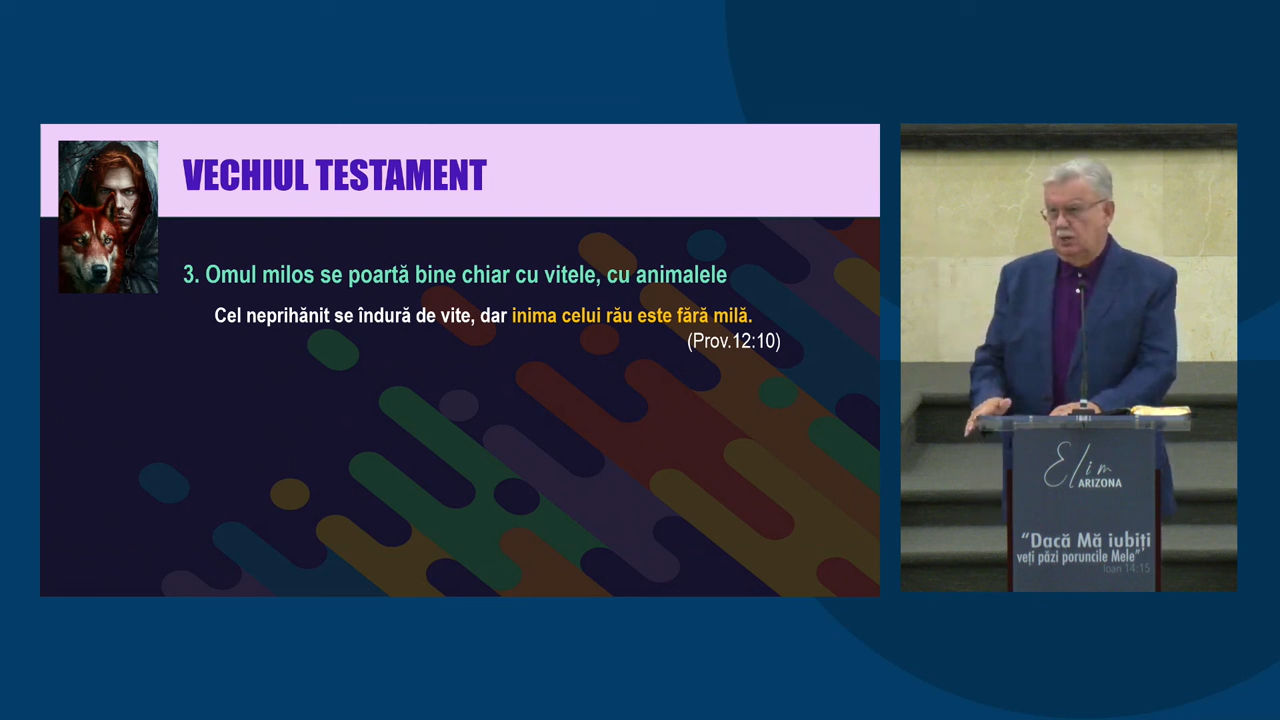 VECHIUL TESTAMENT
3. Omul milos se poartă bine chiar cu vitele, cu animalele
Cel neprihănit se îndură de vite, dar inima celui rău este fără milă.
(Prov.12:10)
Elim
ARIZONA
“Dacă Mă iubiți
veți păzi poruncile Mele”
Ioan 14:15